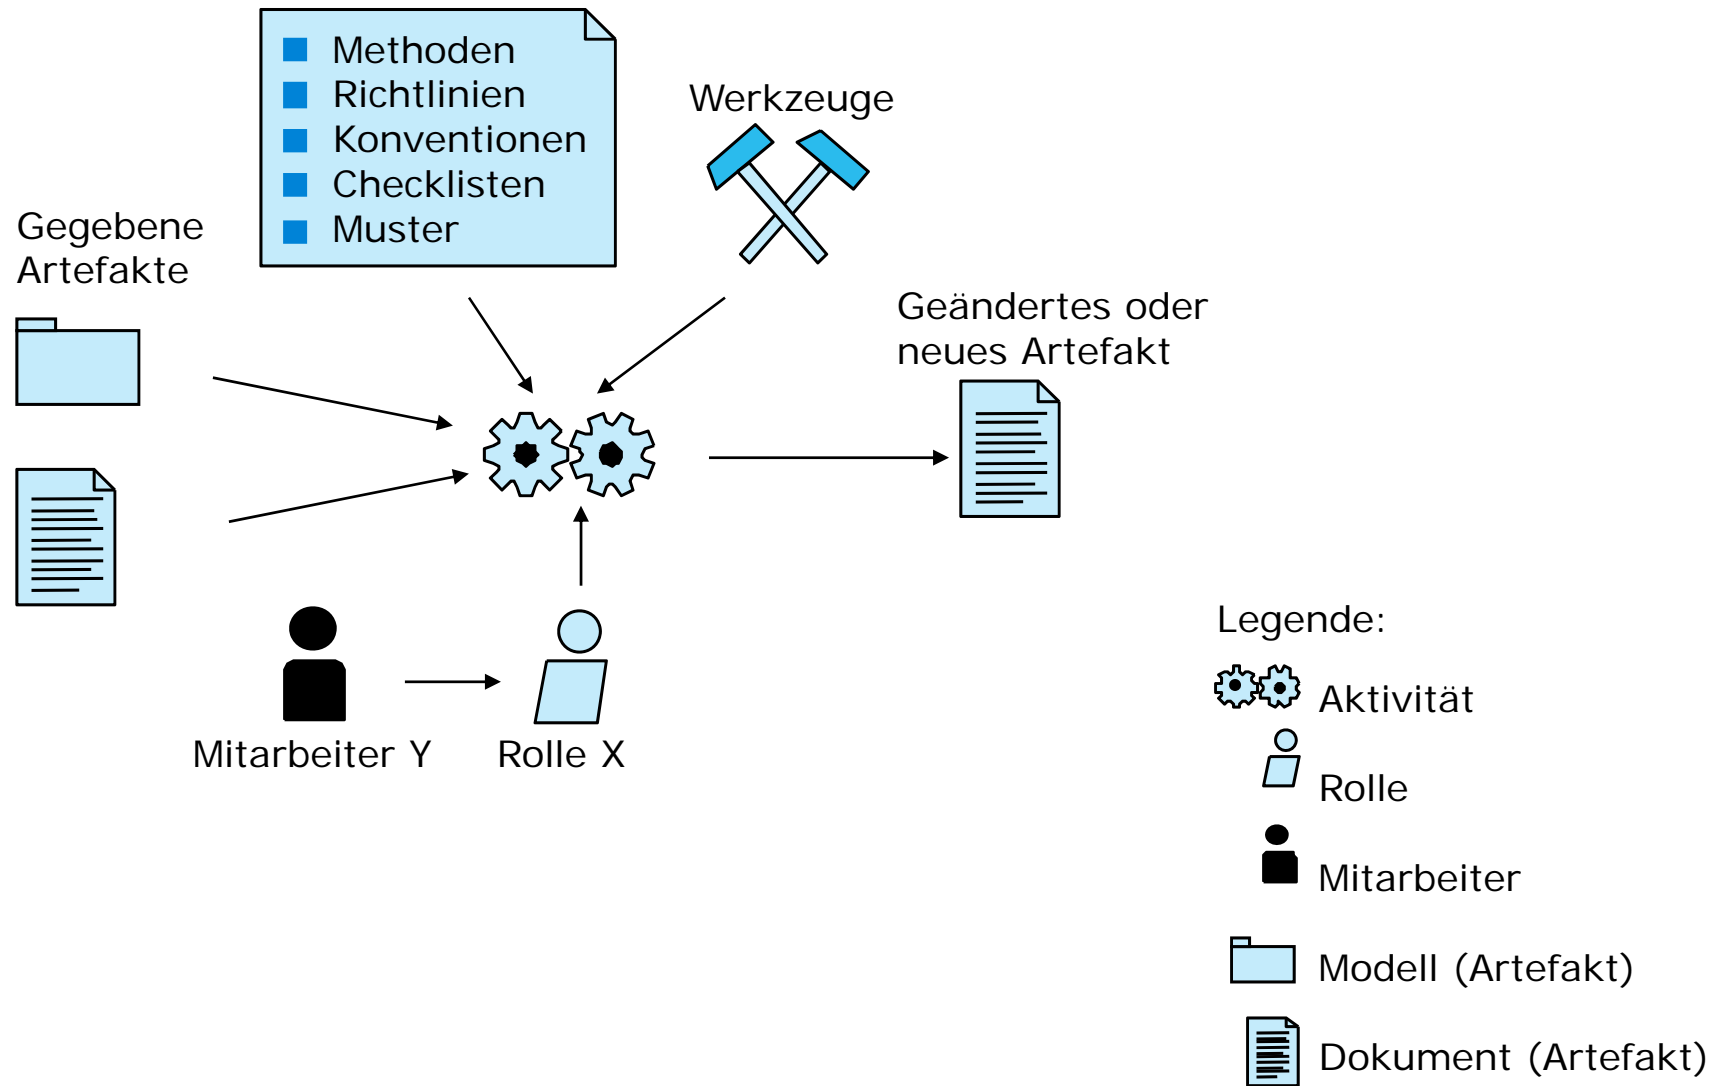 Methoden
Richtlinien
Konventionen
Checklisten
Muster
Werkzeuge
Gegebene
Artefakte
Geändertes oder
neues Artefakt
Mitarbeiter Y
Rolle X
Legende:
Aktivität
Rolle
Mitarbeiter
Modell (Artefakt)
Dokument (Artefakt)